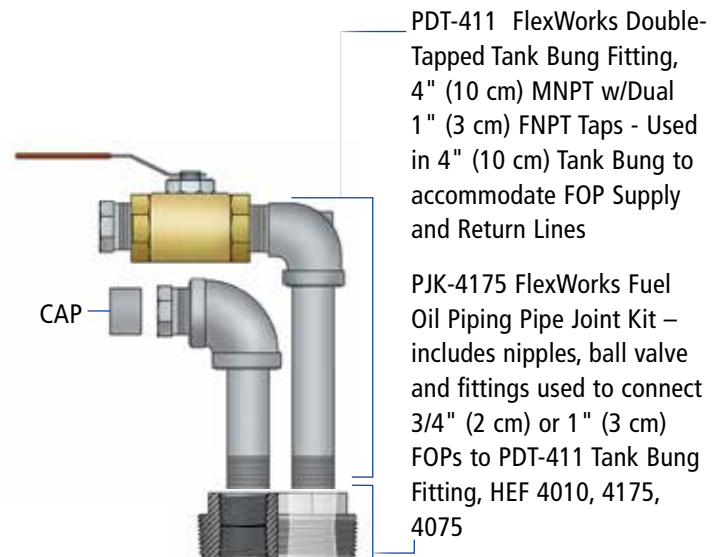 PDT-411 FlexWorks Double-
Tapped Tank Bung Fitting,
4" (10 cm) MNPT w/Dual
1" (3 cm) FNPT Taps - Used
in 4" (10 cm) Tank Bung to
accommodate FOP Supply
and Return Lines
PJK-4175 FlexWorks Fuel
Oil Piping Pipe Joint Kit –
includes nipples, ball valve
and fittings used to connect
3/4" (2 cm) or 1" (3 cm)
FOPs to PDT-411 Tank Bung
Fitting, HEF 4010, 4175,
4075
CAP